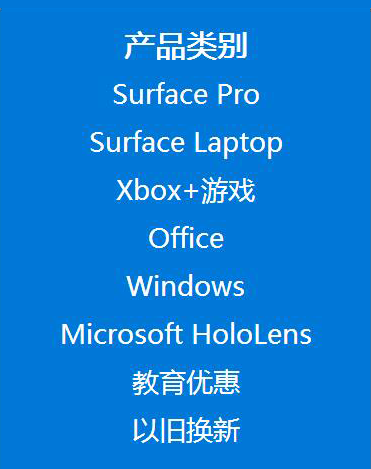 产品类别
Surface Pro
Surface Laptop
Xbox+游戏
Office
Windows
Microsoft HoloLens
教育优惠
以旧换新